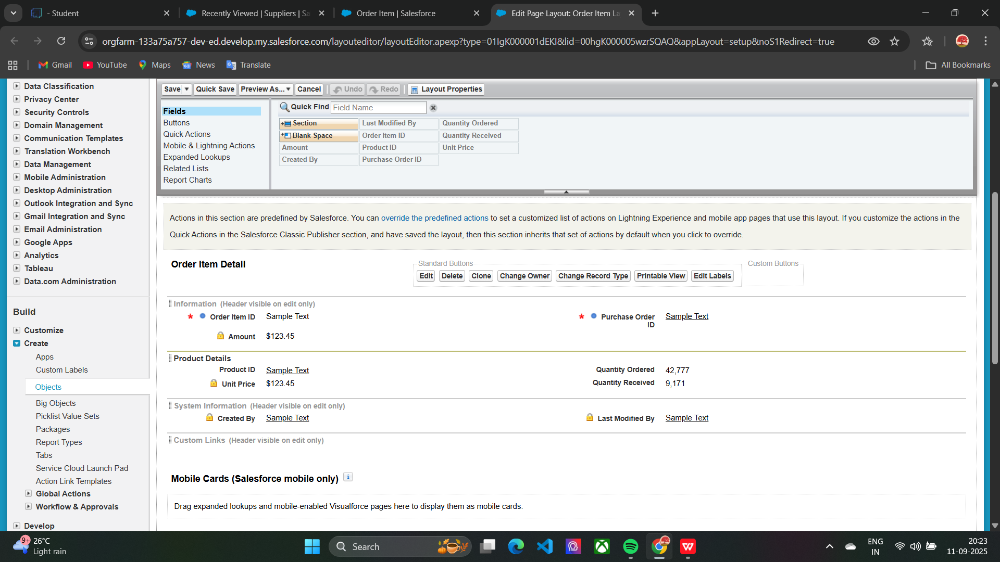 - Student
Recently Viewed | Suppliers | Sa
Order Item | Salesforce
Edit Page Layout: Order Item La
orgfarm-133a75a757-dev-ed.develop.my.salesforce.com/layouteditor/layoutEditor.apexp?type=01IgK000001dEKI&lid=00hgK000005wzrSQAQ&appLayout=setup&noS1Redirect=true
Gmail
YouTube
Maps
News
Translate
All Bookmarks
Data Classification
Privacy Center
Security Controls
Domain Management
Communication Templates
Translation Workbench
Data Management
Mobile Administration
Desktop Administration
Outlook Integration and Sync
Gmail Integration and Sync
Email Administration
Google Apps
Analytics
Tableau
Data.com Administration
Build
Customize
Create
Apps
Custom Labels
Objects
Big Objects
Picklist Value Sets
Packages
Report Types
Tabs
Service Cloud Launch Pad
Action Link Templates
Global Actions
Workflow & Approvals
Develop
Save
Quick Save
Preview As...
Cancel
Undo
Redo
Layout Properties
Fields
Buttons
Quick Actions
Mobile & Lightning Actions
Expanded Lookups
Related Lists
Report Charts
Quick Find
Field Name
Section
Last Modified By
Quantity Ordered
Blank Space
Order Item ID
Quantity Received
Amount
Product ID
Unit Price
Created By
Purchase Order ID
Actions in this section are predefined by Salesforce. You can override the predefined actions to set a customized list of actions on Lightning Experience and mobile app pages that use this layout. If you customize the actions in the
Quick Actions in the Salesforce Classic Publisher section, and have saved the layout, then this section inherits that set of actions by default when you click to override.
Order Item Detail
Standard Buttons
Edit
Delete
Clone
Change Owner
Change Record Type
Printable View
Edit Labels
Custom Buttons
Information (Header visible on edit only)
* Order Item ID Sample Text
* Purchase Order
ID
Sample Text
Amount $123.45
Product Details
Product ID Sample Text
Quantity Ordered 42,777
Unit Price $123.45
Quantity Received 9,171
System Information (Header visible on edit only)
Created By Sample Text
Last Modified By Sample Text
Custom Links (Header visible on edit only)
Mobile Cards (Salesforce mobile only)
i
Drag expanded lookups and mobile-enabled Visualforce pages here to display them as mobile cards.
9+
26°C
Light rain
Search
ENG
IN
20:23
11-09-2025